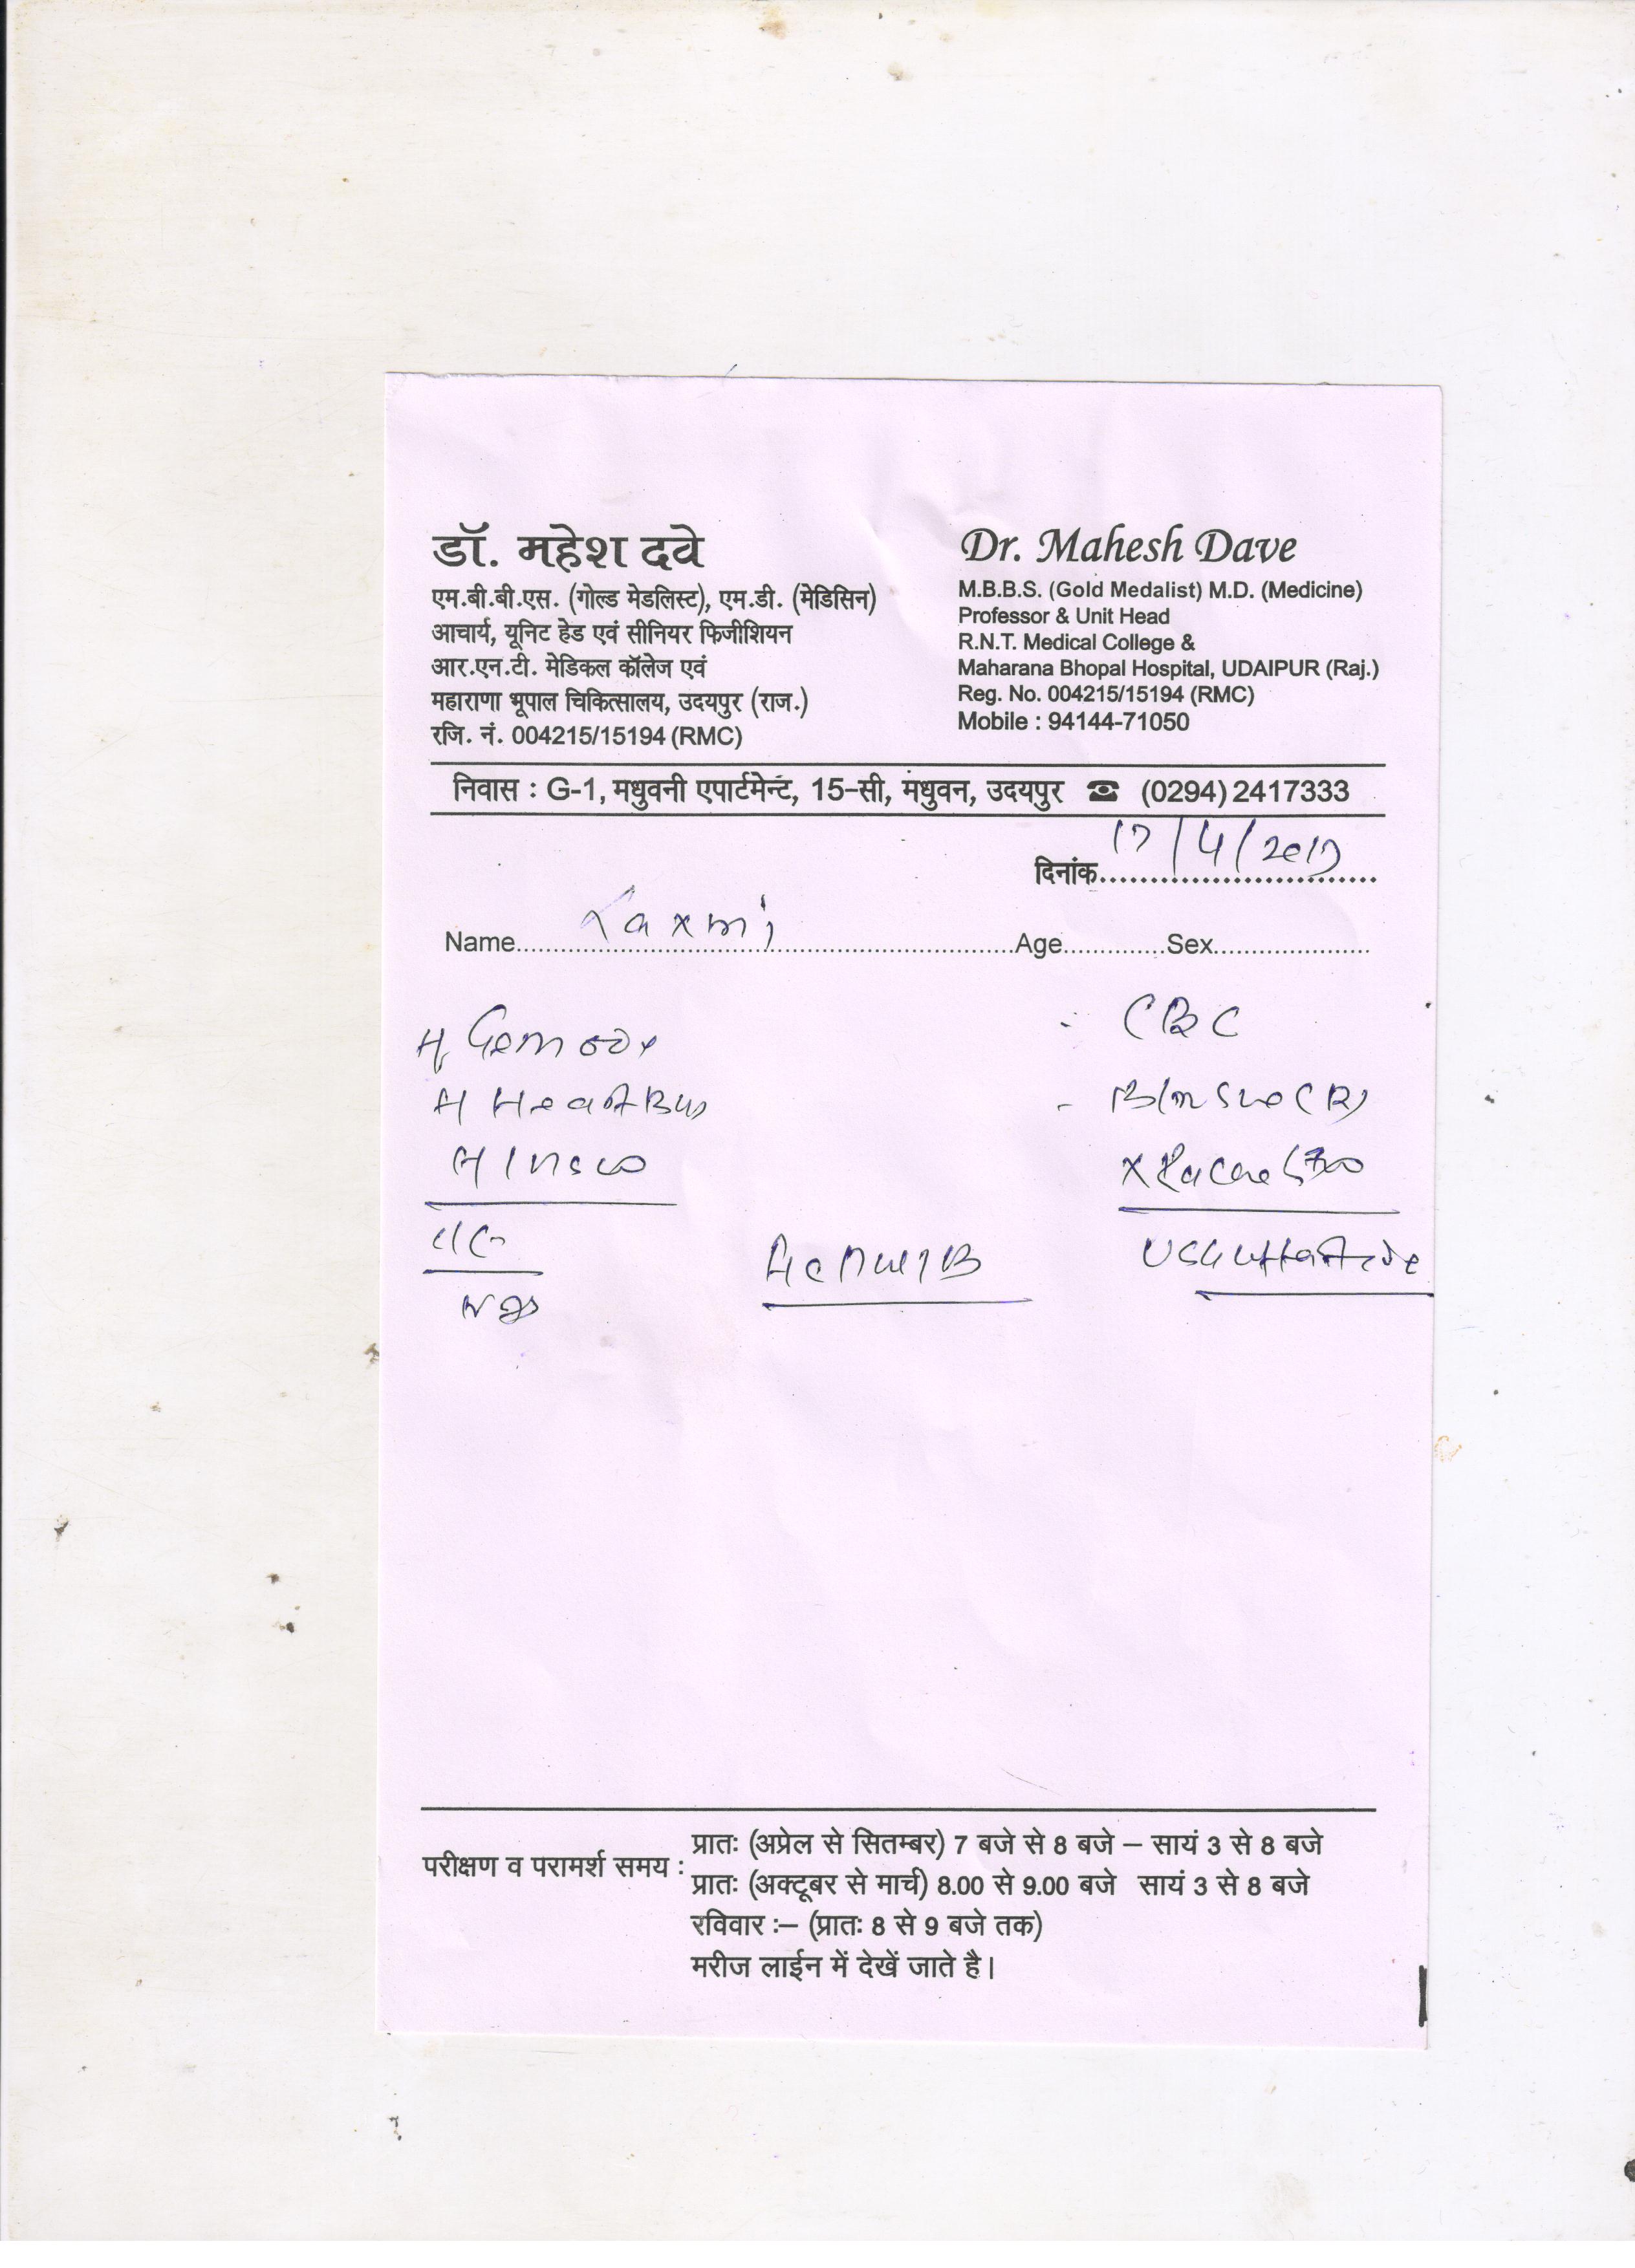 डॉ. महेश दवे
एम.बी.बी.एस. (गोल्ड मेडलिस्ट), एम.डी. (मेडिसिन)
आचार्य, यूनिट हेड एवं सीनियर फिजीशियन
आर.एन.टी. मेडिकल कॉलेज एवं
महाराणा भूपाल चिकित्सालय, उदयपुर (राज.)
रजि. नं. 004215/15194 (RMC)
Dr. Mahesh Dave
M.B.B.S. (Gold Medalist) M.D. (Medicine)
Professor & Unit Head
R.N.T. Medical College &
Maharana Bhopal Hospital, UDAIPUR (Raj.)
Reg. No. 004215/15194 (RMC)
Mobile : 94144-71050
निवास : G-1, मधुवनी एपार्टमेन्ट, 15-सी, मधुवन, उदयपुर ☎ (0294) 2417333
दिनांक 17/4/2017
Name Laxmi Age Sex
CBC
परीक्षण व परामर्श समय :
प्रातः (अप्रेल से सितम्बर) 7 बजे से 8 बजे – सायं 3 से 8 बजे
प्रातः (अक्टूबर से मार्च) 8.00 से 9.00 बजे सायं 3 से 8 बजे
रविवार :– (प्रातः 8 से 9 बजे तक)
मरीज लाईन में देखें जाते है।